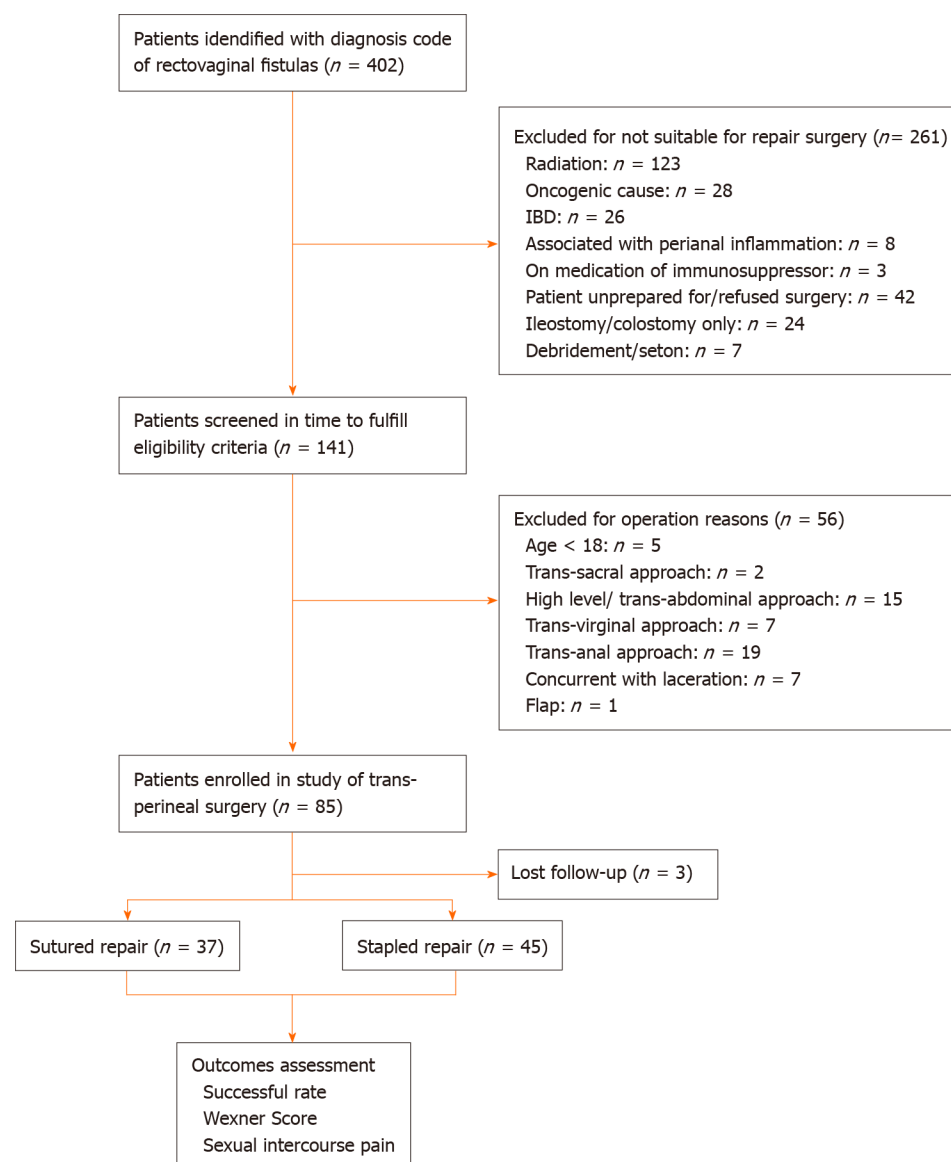 Patients idendified with diagnosis code
of rectovaginal fistulas (n = 402)
Excluded for not suitable for repair surgery (n= 261)
Radiation: n = 123
Oncogenic cause: n = 28
IBD: n = 26
Associated with perianal inflammation: n = 8
On medication of immunosuppressor: n = 3
Patient unprepared for/refused surgery: n = 42
Ileostomy/colostomy only: n = 24
Debridement/seton: n = 7
Patients screened in time to fulfill
eligibility criteria (n = 141)
Excluded for operation reasons (n = 56)
Age < 18: n = 5
Trans-sacral approach: n = 2
High level/ trans-abdominal approach: n = 15
Trans-virginal approach: n = 7
Trans-anal approach: n = 19
Concurrent with laceration: n = 7
Flap: n = 1
Patients enrolled in study of trans-
perineal surgery (n = 85)
Lost follow-up (n = 3)
Sutured repair (n = 37)
Stapled repair (n = 45)
Outcomes assessment
Successful rate
Wexner Score
Sexual intercourse pain